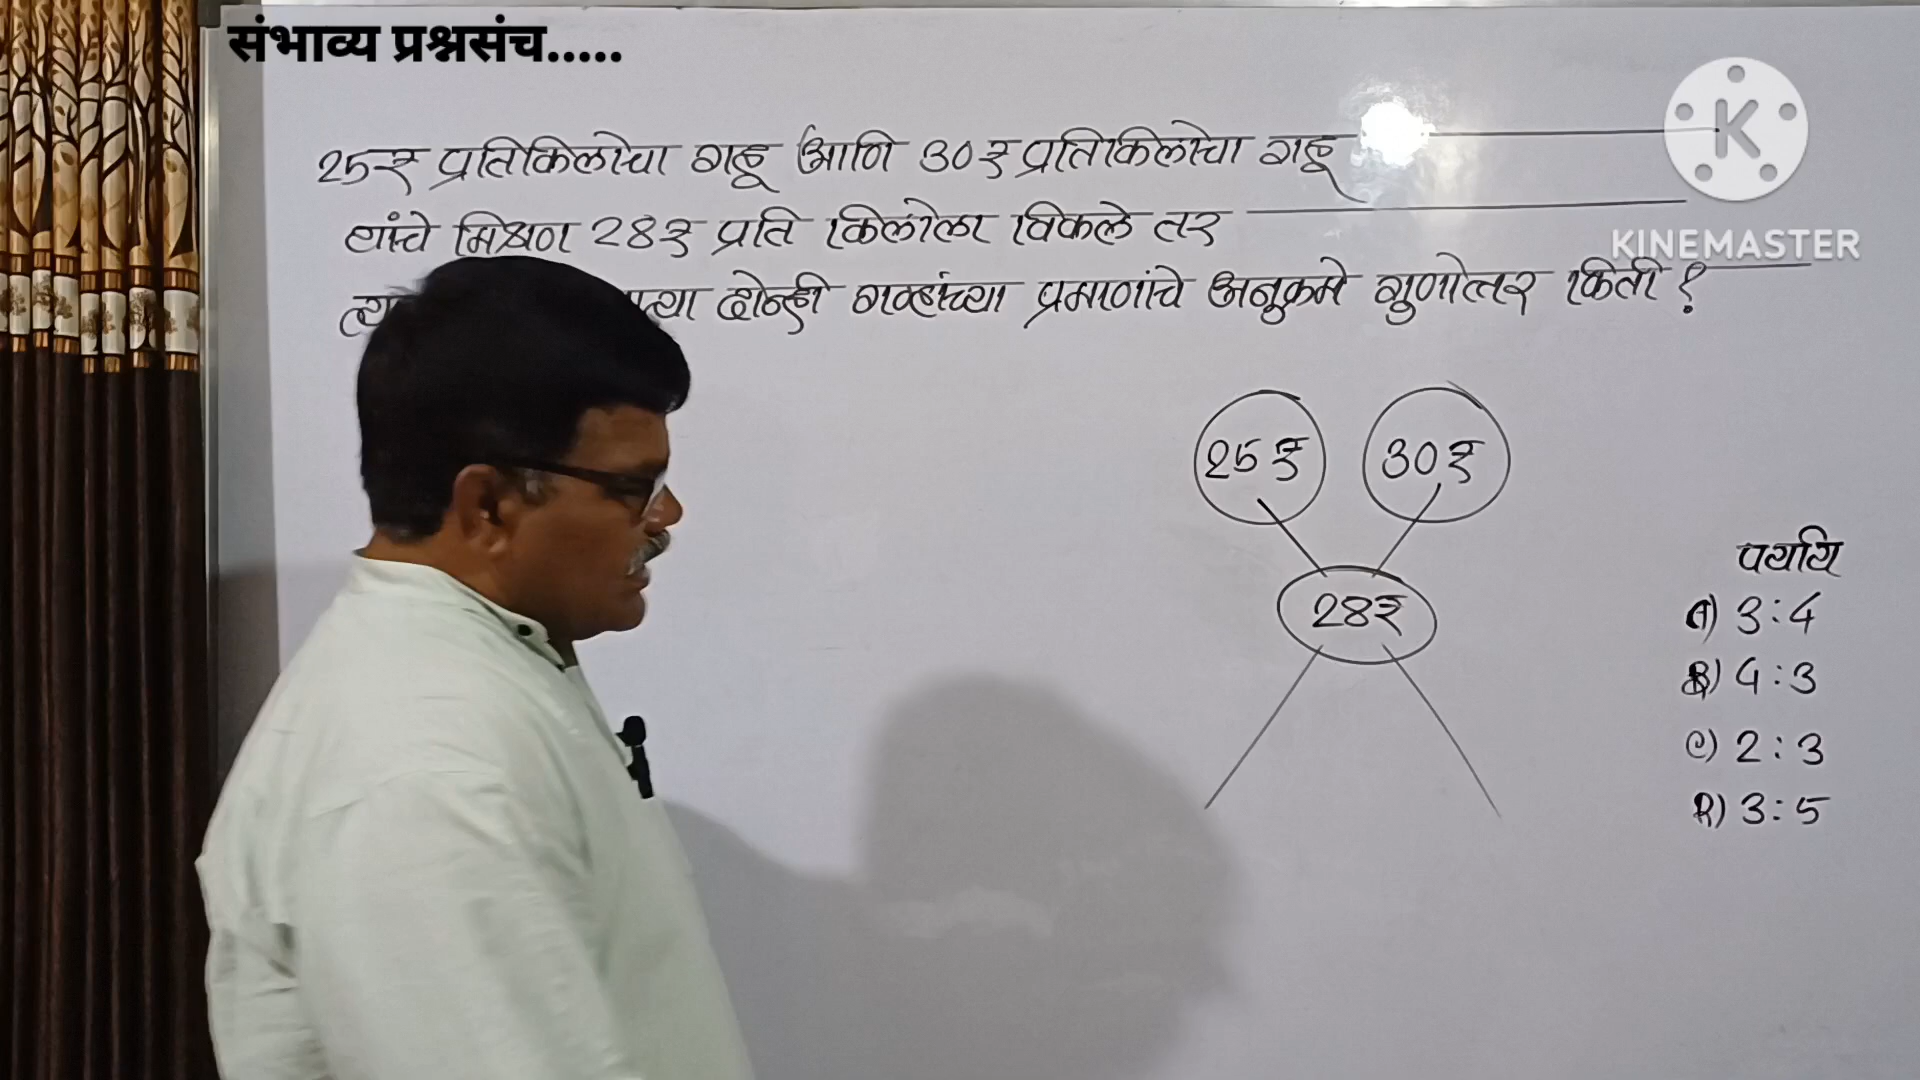 संभाव्य प्रश्नसंच.....
25₹ प्रतिकिलोचा गहू आणि 30₹ प्रतिकिलोचा गहू
यांचे मिश्रण 28₹ प्रति किलोला विकले तर
दोन्ही गव्हांच्या प्रमाणांचे अनुक्रमे गुणोत्तर किती ?
KINEMASTER
25₹ 30₹
28₹
पर्याय
A) 3:4
B) 4:3
C) 2:3
D) 3:5